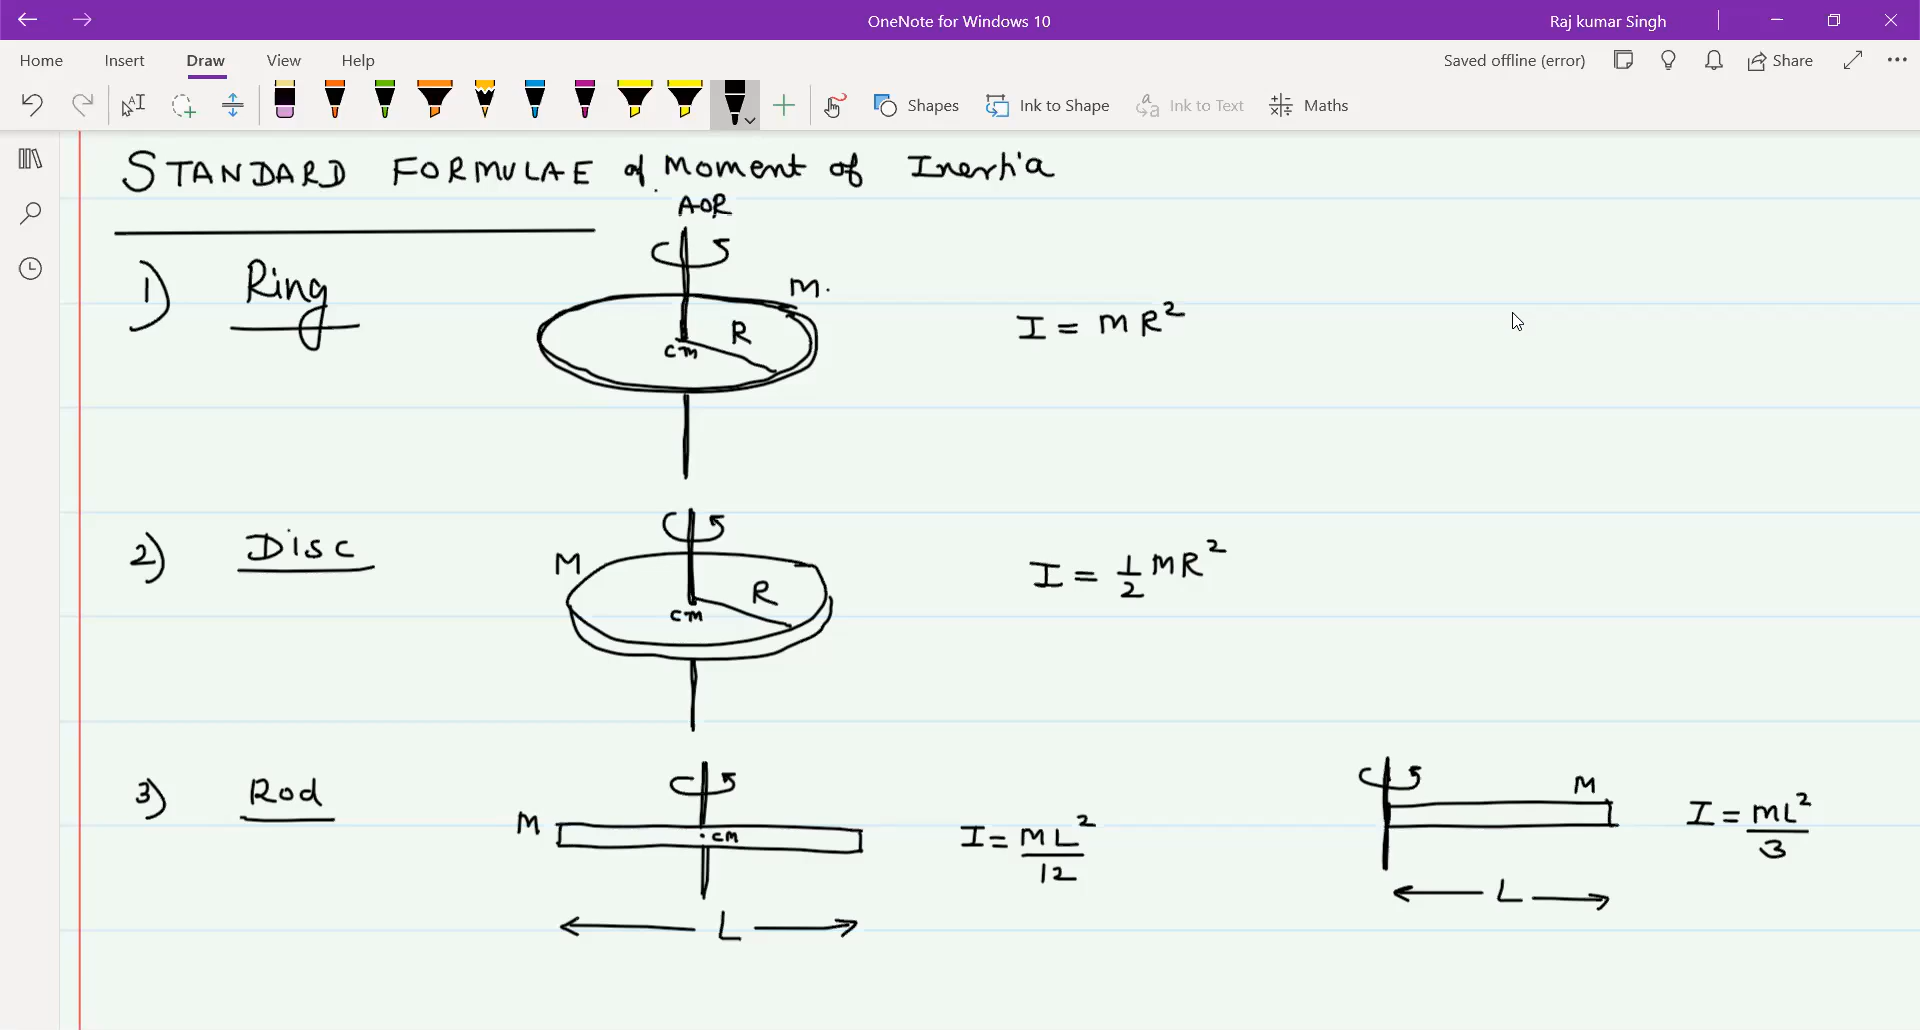 OneNote for Windows 10
Raj kumar Singh
Home Insert Draw View Help
Saved offline (error) Share
Shapes Ink to Shape Ink to Text Maths
STANDARD FORMULAE of Moment of Inertia
AOR
1) Ring
M.
R
CM
I = MR²
2) Disc
M
R
CM
I = 1/2 MR²
3) Rod
M
CM
I = ML²/12
L
M
I = ML²/3
L